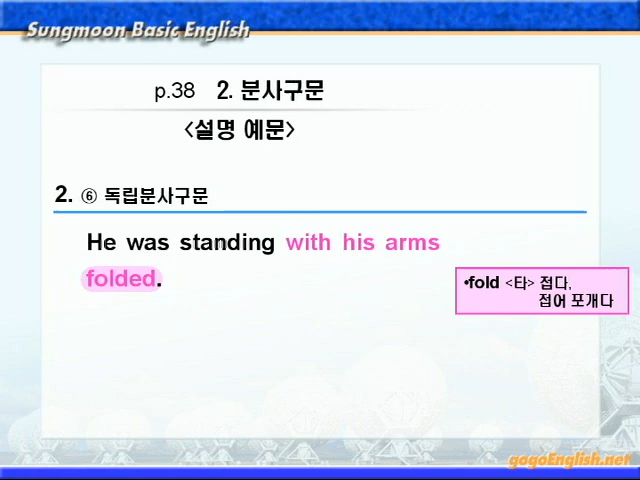 Sungmoon Basic English
p.38 2. 분사구문
<설명 예문>
2. ⑥ 독립분사구문
He was standing with his arms
folded.
•fold <타> 접다,
접어 포개다
gogoEnglish.net